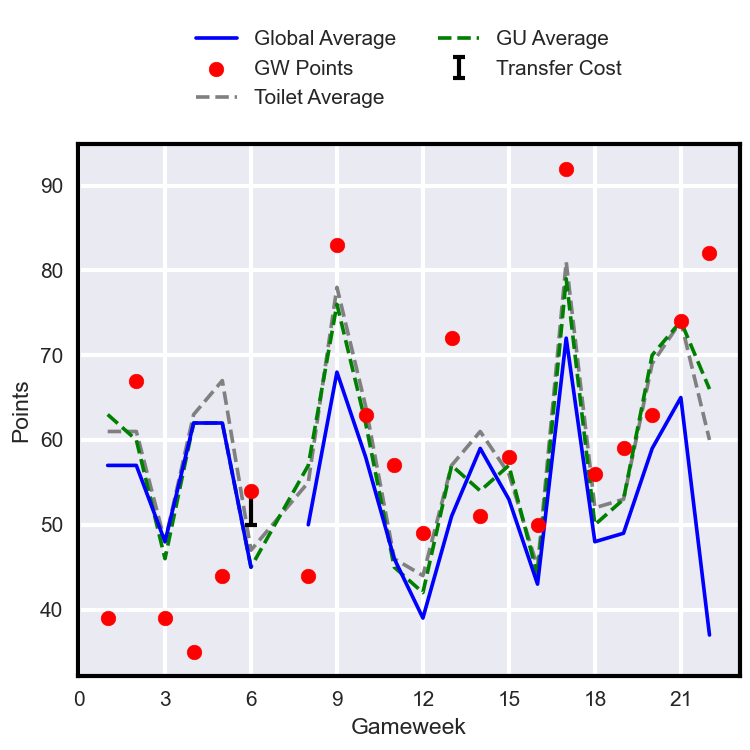 Global Average
GW Points
Toilet Average
GU Average
Transfer Cost
Points
90
80
70
60
50
40
0 3 6 9 12 15 18 21
Gameweek